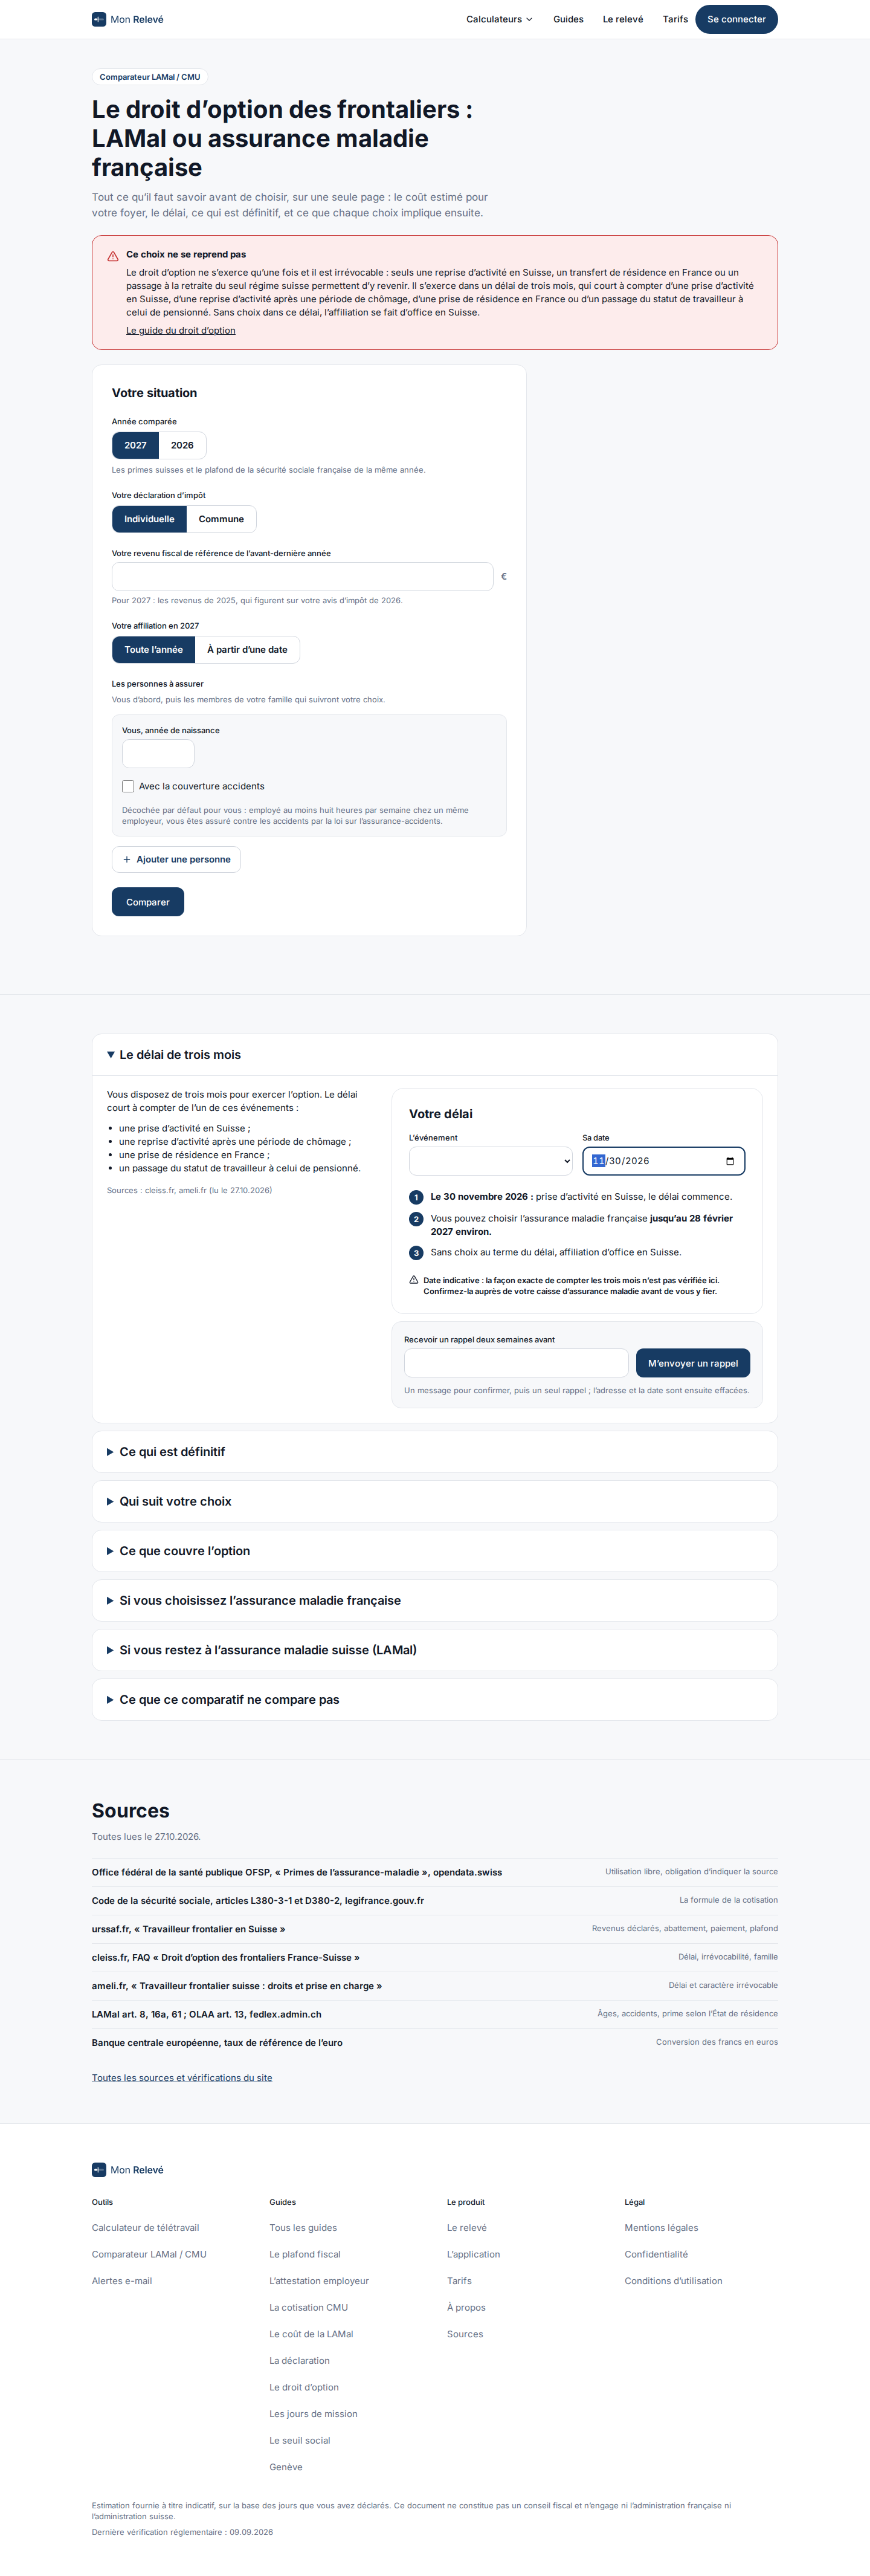 Mon Relevé
Calculateurs
Guides
Le relevé
Tarifs
Se connecter
Comparateur LAMal / CMU
Le droit d’option des frontaliers :
LAMal ou assurance maladie
française
Tout ce qu’il faut savoir avant de choisir, sur une seule page : le coût estimé pour
votre foyer, le délai, ce qui est définitif, et ce que chaque choix implique ensuite.
Ce choix ne se reprend pas
Le droit d’option ne s’exerce qu’une fois et il est irrévocable : seuls une reprise d’activité en Suisse, un transfert de résidence en France ou un
passage à la retraite du seul régime suisse permettent d’y revenir. Il s’exerce dans un délai de trois mois, qui court à compter d’une prise d’activité
en Suisse, d’une reprise d’activité après une période de chômage, d’une prise de résidence en France ou d’un passage du statut de travailleur à
celui de pensionné. Sans choix dans ce délai, l’affiliation se fait d’office en Suisse.
Le guide du droit d’option
Votre situation
Année comparée
2027
2026
Les primes suisses et le plafond de la sécurité sociale française de la même année.
Votre déclaration d’impôt
Individuelle
Commune
Votre revenu fiscal de référence de l’avant-dernière année
€
Pour 2027 : les revenus de 2025, qui figurent sur votre avis d’impôt de 2026.
Votre affiliation en 2027
Toute l’année
À partir d’une date
Les personnes à assurer
Vous d’abord, puis les membres de votre famille qui suivront votre choix.
Vous, année de naissance
Avec la couverture accidents
Décochée par défaut pour vous : employé au moins huit heures par semaine chez un même
employeur, vous êtes assuré contre les accidents par la loi sur l’assurance-accidents.
Ajouter une personne
Comparer
Le délai de trois mois
Vous disposez de trois mois pour exercer l’option. Le délai
court à compter de l’un de ces événements :
• une prise d’activité en Suisse ;
• une reprise d’activité après une période de chômage ;
• une prise de résidence en France ;
• un passage du statut de travailleur à celui de pensionné.
Sources : cleiss.fr, ameli.fr (lu le 27.10.2026)
Votre délai
L’événement
Sa date
11/30/2026
1 Le 30 novembre 2026 : prise d’activité en Suisse, le délai commence.
2 Vous pouvez choisir l’assurance maladie française jusqu’au 28 février
2027 environ.
3 Sans choix au terme du délai, affiliation d’office en Suisse.
Date indicative : la façon exacte de compter les trois mois n’est pas vérifiée ici.
Confirmez-la auprès de votre caisse d’assurance maladie avant de vous y fier.
Recevoir un rappel deux semaines avant
M’envoyer un rappel
Un message pour confirmer, puis un seul rappel ; l’adresse et la date sont ensuite effacées.
Ce qui est définitif
Qui suit votre choix
Ce que couvre l’option
Si vous choisissez l’assurance maladie française
Si vous restez à l’assurance maladie suisse (LAMal)
Ce que ce comparatif ne compare pas
Sources
Toutes lues le 27.10.2026.
Office fédéral de la santé publique OFSP, « Primes de l’assurance-maladie », opendata.swiss
Utilisation libre, obligation d’indiquer la source
Code de la sécurité sociale, articles L380-3-1 et D380-2, legifrance.gouv.fr
La formule de la cotisation
urssaf.fr, « Travailleur frontalier en Suisse »
Revenus déclarés, abattement, paiement, plafond
cleiss.fr, FAQ « Droit d’option des frontaliers France-Suisse »
Délai, irrévocabilité, famille
ameli.fr, « Travailleur frontalier suisse : droits et prise en charge »
Délai et caractère irrévocable
LAMal art. 8, 16a, 61 ; OLAA art. 13, fedlex.admin.ch
Âges, accidents, prime selon l’État de résidence
Banque centrale européenne, taux de référence de l’euro
Conversion des francs en euros
Toutes les sources et vérifications du site
Mon Relevé
Outils
Calculateur de télétravail
Comparateur LAMal / CMU
Alertes e-mail
Guides
Tous les guides
Le plafond fiscal
L’attestation employeur
La cotisation CMU
Le coût de la LAMal
La déclaration
Le droit d’option
Les jours de mission
Le seuil social
Genève
Le produit
Le relevé
L’application
Tarifs
À propos
Sources
Légal
Mentions légales
Confidentialité
Conditions d’utilisation
Estimation fournie à titre indicatif, sur la base des jours que vous avez déclarés. Ce document ne constitue pas un conseil fiscal et n’engage ni l’administration française ni
l’administration suisse.
Dernière vérification réglementaire : 09.09.2026